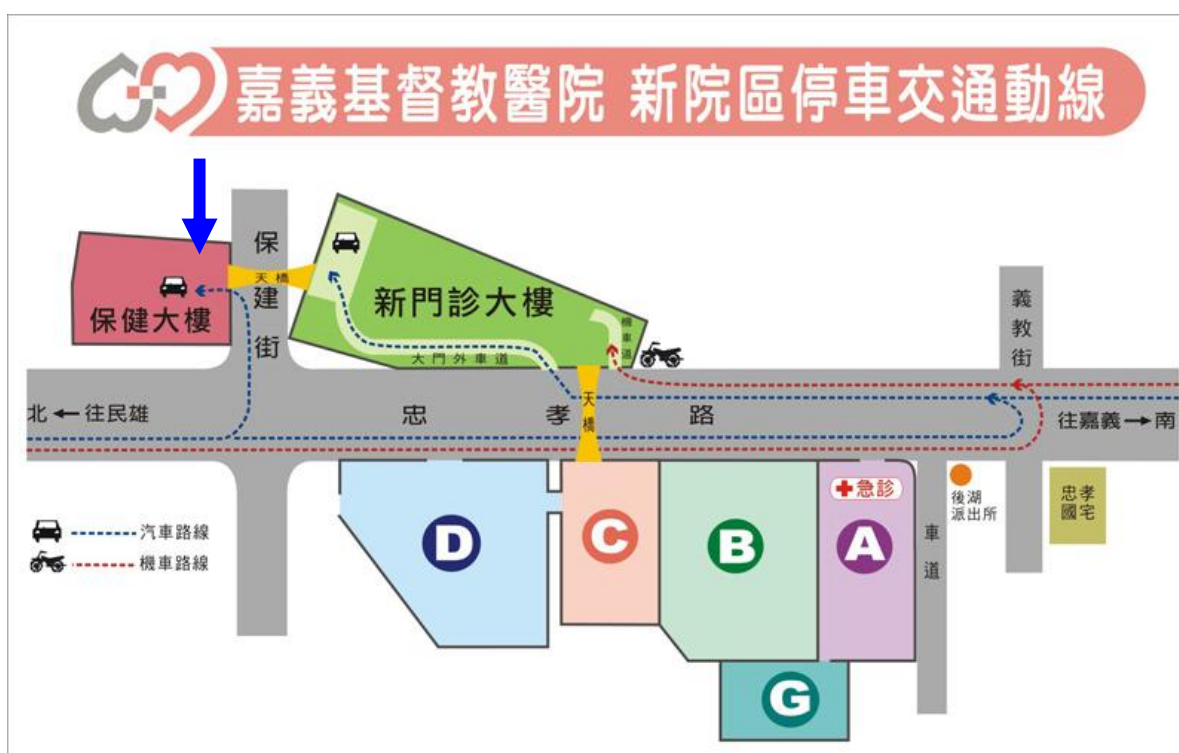 嘉義基督教醫院 新院區停車交通動線
保建街
天橋
保健大樓
新門診大樓
大門外車道
機車道
義教街
北←往民雄
忠孝路
天橋
往嘉義→南
急診
後湖
派出所
忠孝
國宅
車道
D
C
B
A
G
汽車路線
機車路線